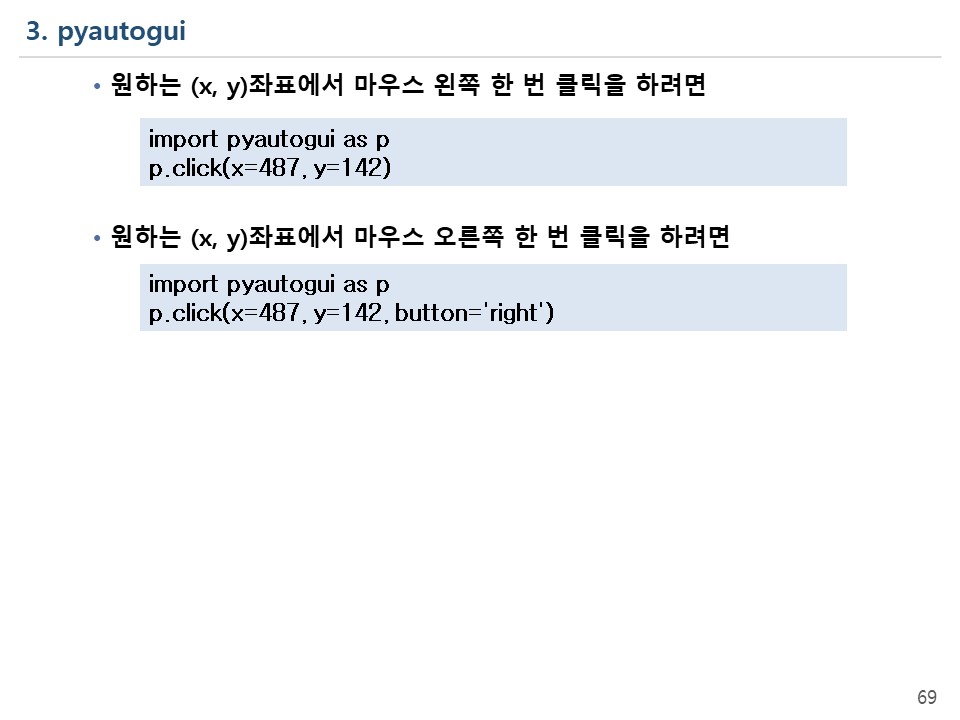 3. pyautogui
• 원하는 (x, y)좌표에서 마우스 왼쪽 한 번 클릭을 하려면
import pyautogui as p
p.click(x=487, y=142)
• 원하는 (x, y)좌표에서 마우스 오른쪽 한 번 클릭을 하려면
import pyautogui as p
p.click(x=487, y=142, button='right')
69